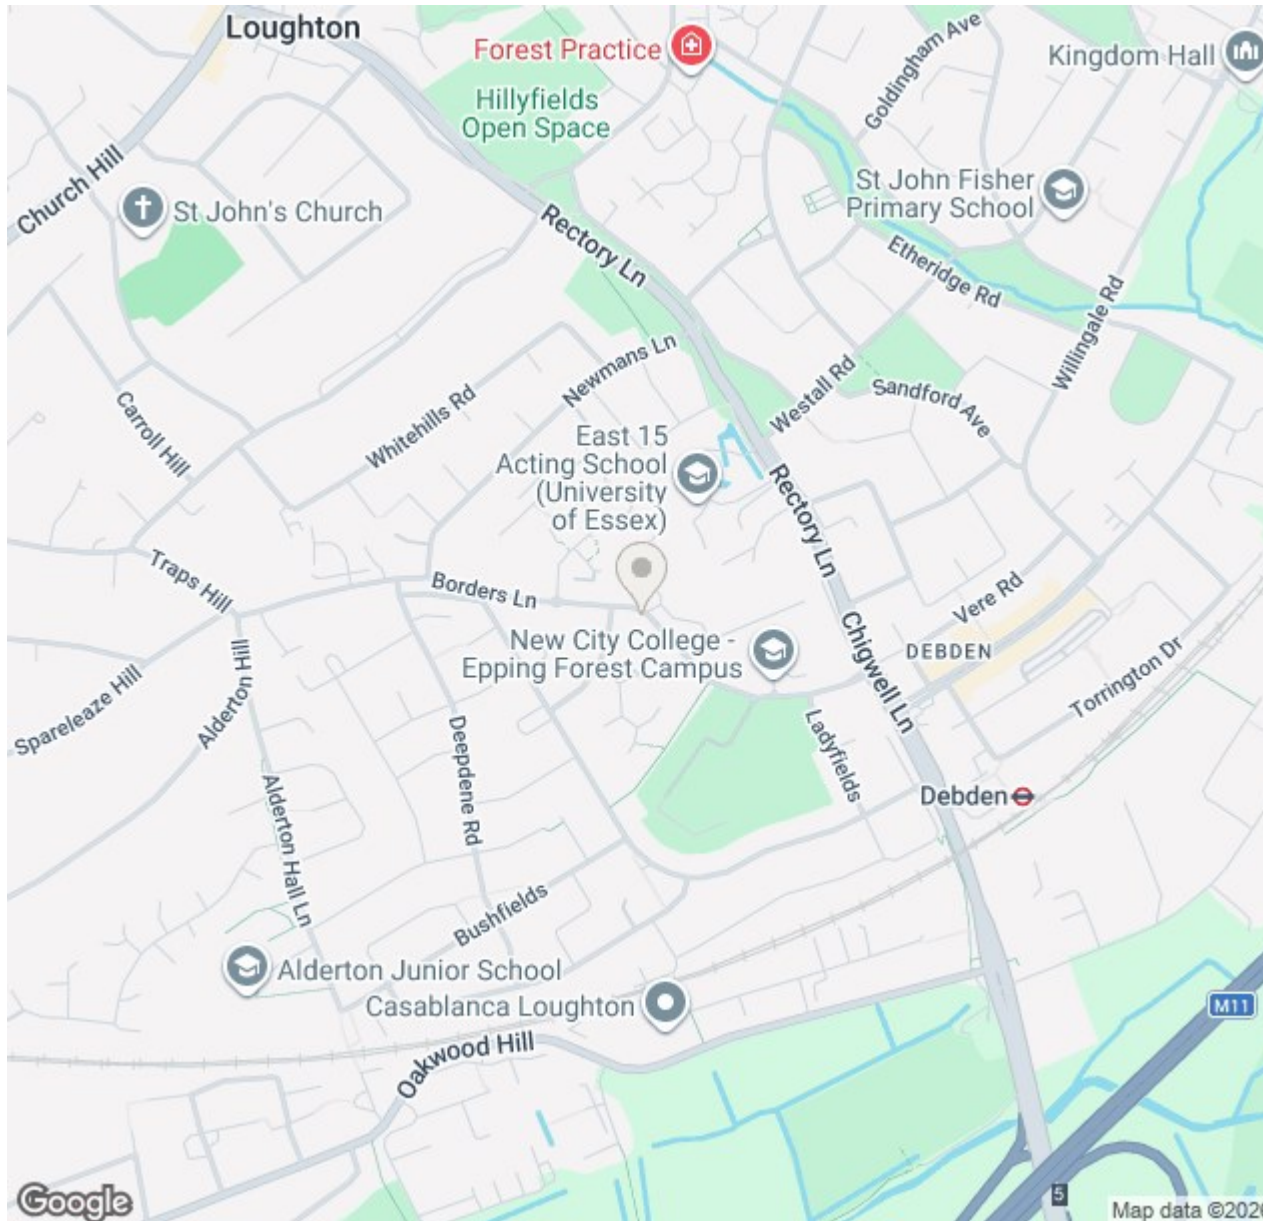 Loughton
Forest Practice
Hillyfields
Open Space
Goldingham Ave
Kingdom Hall
Church Hill
St John's Church
Rectory Ln
St John Fisher
Primary School
Etheridge Rd
Willingale Rd
Newmans Ln
Whitehills Rd
Carroll Hill
Westall Rd
Sandford Ave
East 15
Acting School
(University
of Essex)
Rectory Ln
Traps Hill
Borders Ln
Vere Rd
New City College -
Epping Forest Campus
Chigwell Ln
DEBDEN
Torrington Dr
Spareleaze Hill
Alderton Hill
Deepdene Rd
Ladyfields
Alderton Hall Ln
Debden
Bushfields
Alderton Junior School
Casablanca Loughton
Oakwood Hill
M11
5
Google
Map data ©2026